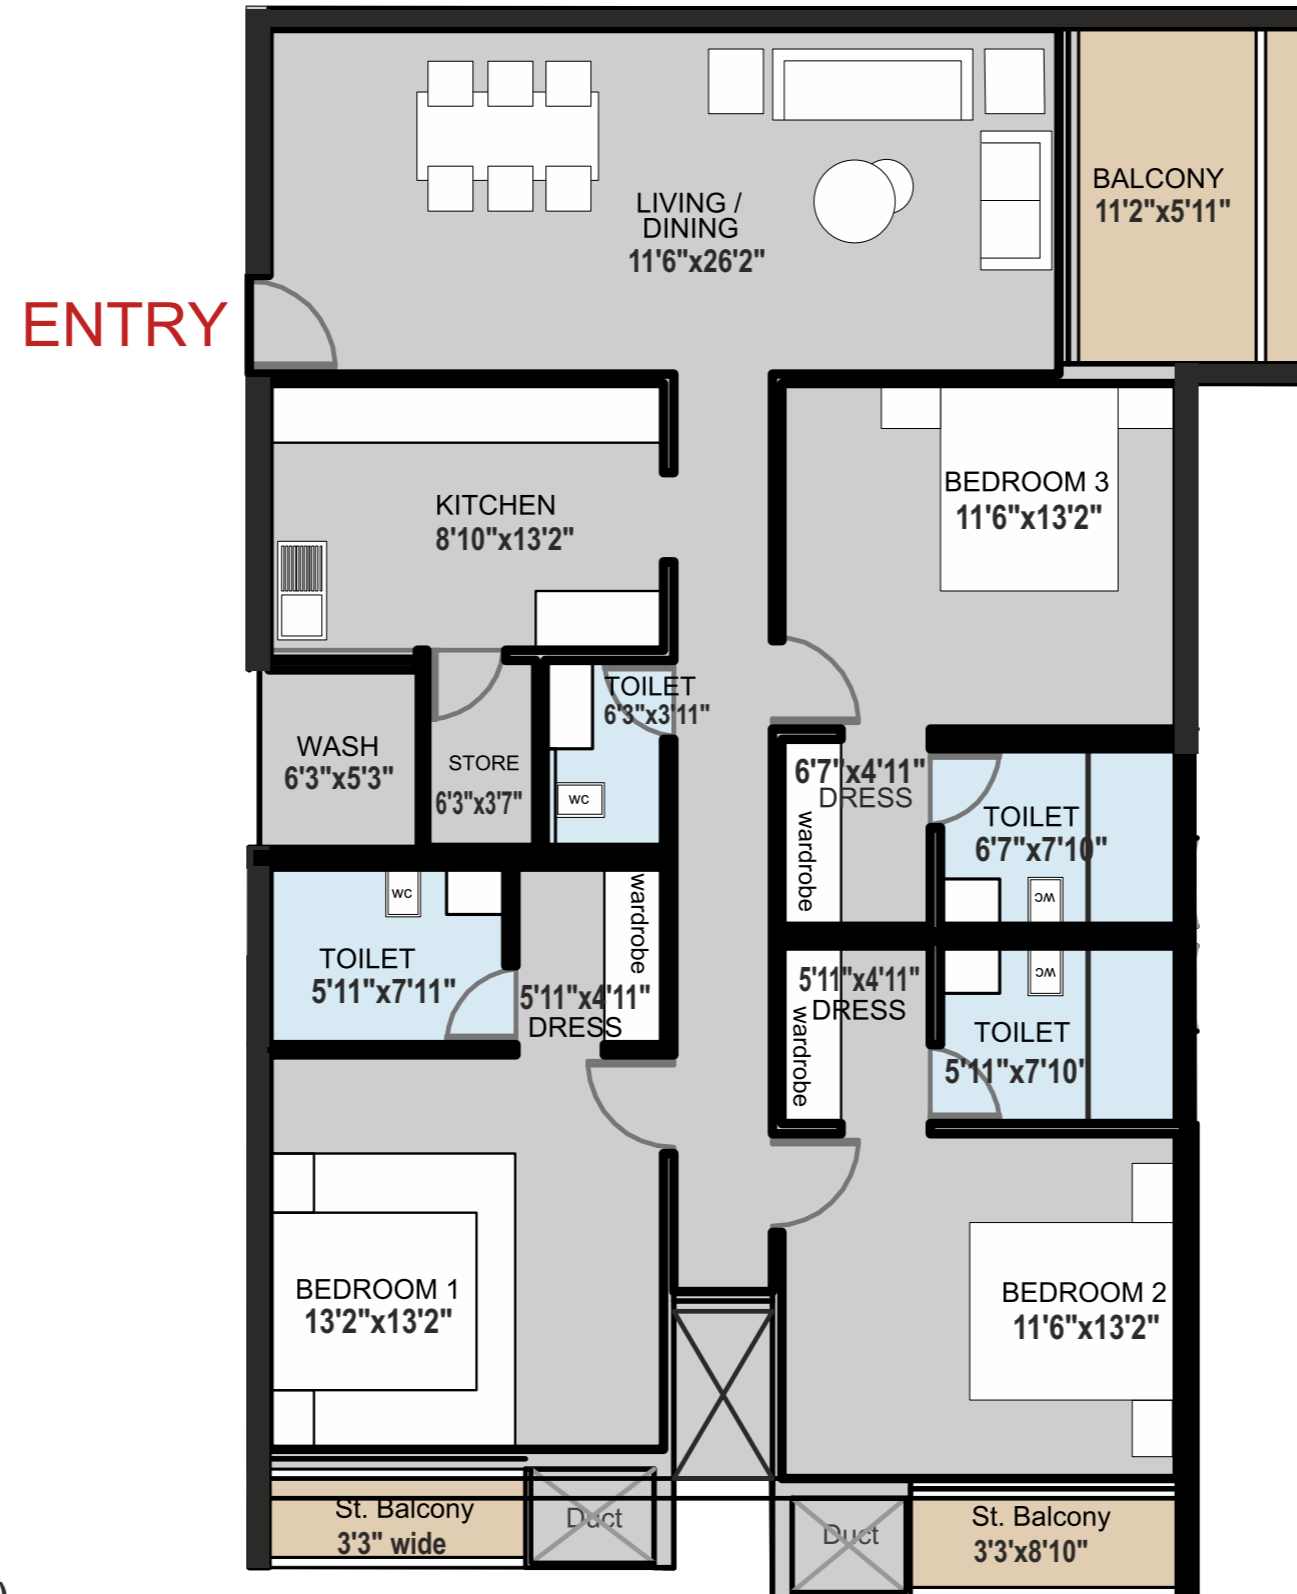 LIVING /
DINING
11'6"x26'2"
BALCONY
11'2"x5'11"
ENTRY
KITCHEN
8'10"x13'2"
BEDROOM 3
11'6"x13'2"
TOILET
6'3"x3'11"
WASH
6'3"x5'3"
STORE
6'3"x3'7"
wc
6'7"x4'11"
DRESS
wardrobe
TOILET
6'7"x7'10"
wc
wc
TOILET
5'11"x7'11"
wardrobe
5'11"x4'11"
DRESS
5'11"x4'11"
DRESS
wardrobe
wc
TOILET
5'11"x7'10'
BEDROOM 1
13'2"x13'2"
BEDROOM 2
11'6"x13'2"
St. Balcony
3'3" wide
Duct
Duct
St. Balcony
3'3'x8'10"
)